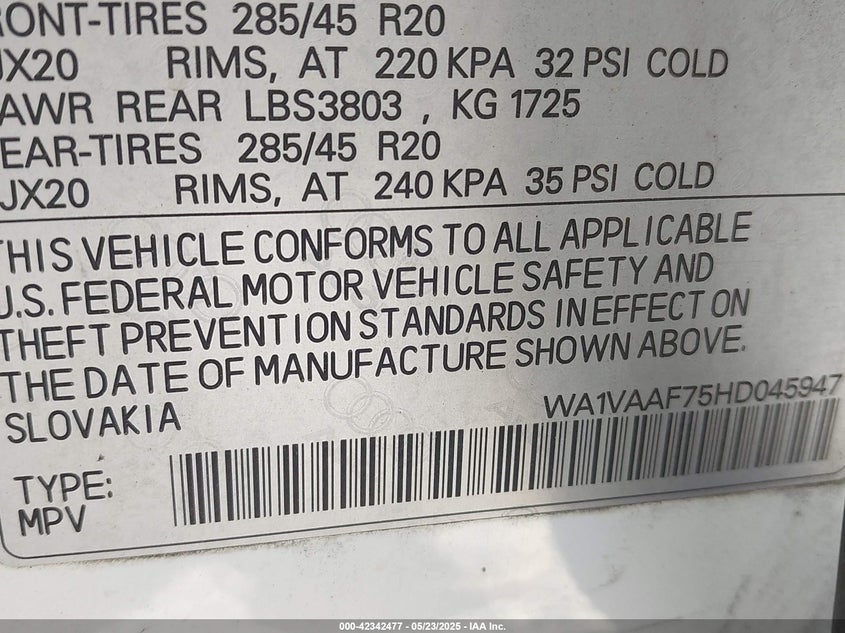 RONT-TIRES 285/45 R20
JX20 RIMS, AT 220 KPA 32 PSI COLD
AWR REAR LBS3803 , KG 1725
EAR-TIRES 285/45 R20
JX20 RIMS, AT 240 KPA 35 PSI COLD
THIS VEHICLE CONFORMS TO ALL APPLICABLE
U.S. FEDERAL MOTOR VEHICLE SAFETY AND
THEFT PREVENTION STANDARDS IN EFFECT ON
THE DATE OF MANUFACTURE SHOWN ABOVE.
SLOVAKIA WA1VAAF75HD045947
TYPE:
MPV
000-42342477 - 05/23/2025 - IAA Inc.